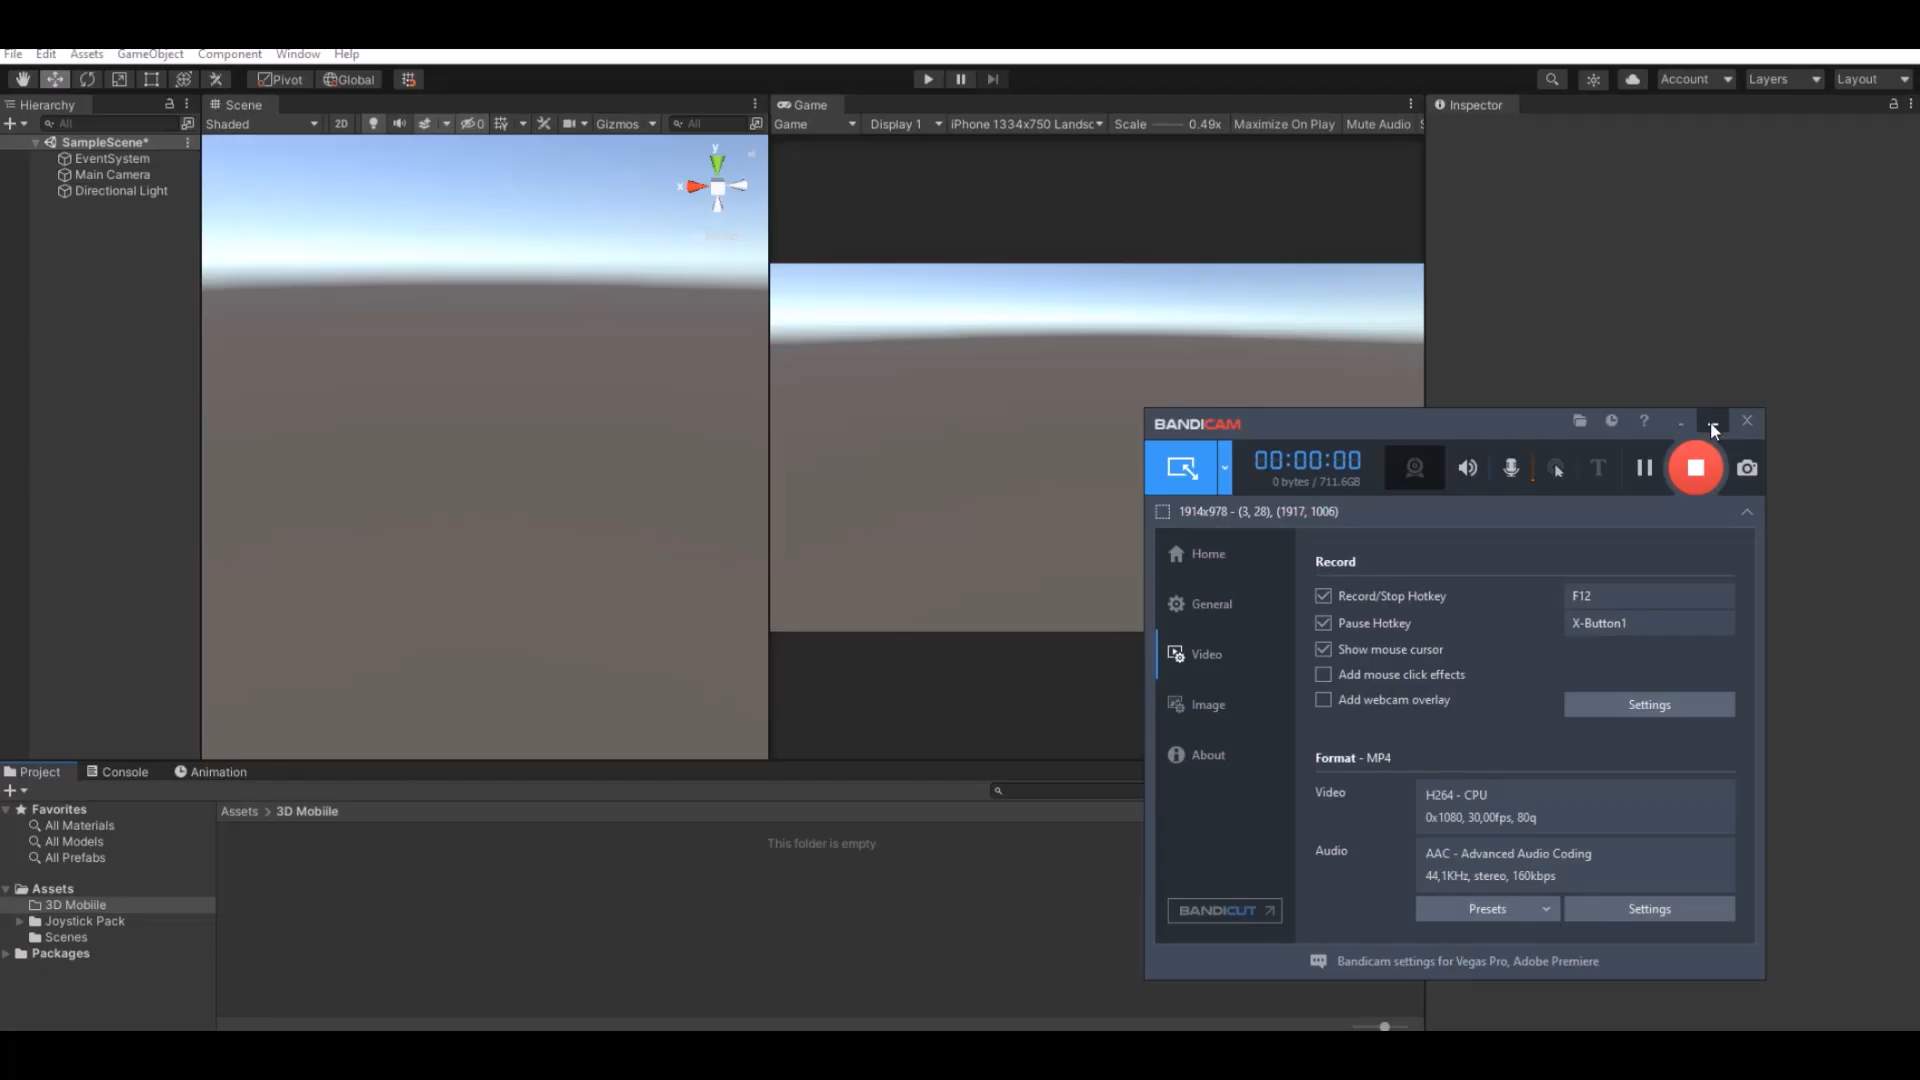 File Edit Assets GameObject Component Window Help
Pivot Global Account Layers Layout
Hierarchy
All
SampleScene*
EventSystem
Main Camera
Directional Light
Scene
Shaded 2D 0 Gizmos All
y
x
Game
Game Display 1 iPhone 1334x750 Landsc Scale 0.49x Maximize On Play Mute Audio S
Inspector
BANDICAM
00:00:00
0 bytes / 711.6GB
1914x978 - (3, 28), (1917, 1006)
Home
General
Video
Image
About
BANDICUT
Record
Record/Stop Hotkey F12
Pause Hotkey X-Button1
Show mouse cursor
Add mouse click effects
Add webcam overlay
Settings
Format - MP4
Video
H264 - CPU
0x1080, 30,00fps, 80q
Audio
AAC - Advanced Audio Coding
44,1KHz, stereo, 160kbps
Presets Settings
Bandicam settings for Vegas Pro, Adobe Premiere
Project Console Animation
Favorites
All Materials
All Models
All Prefabs
Assets
3D Mobiile
Joystick Pack
Scenes
Packages
Assets > 3D Mobiile
This folder is empty